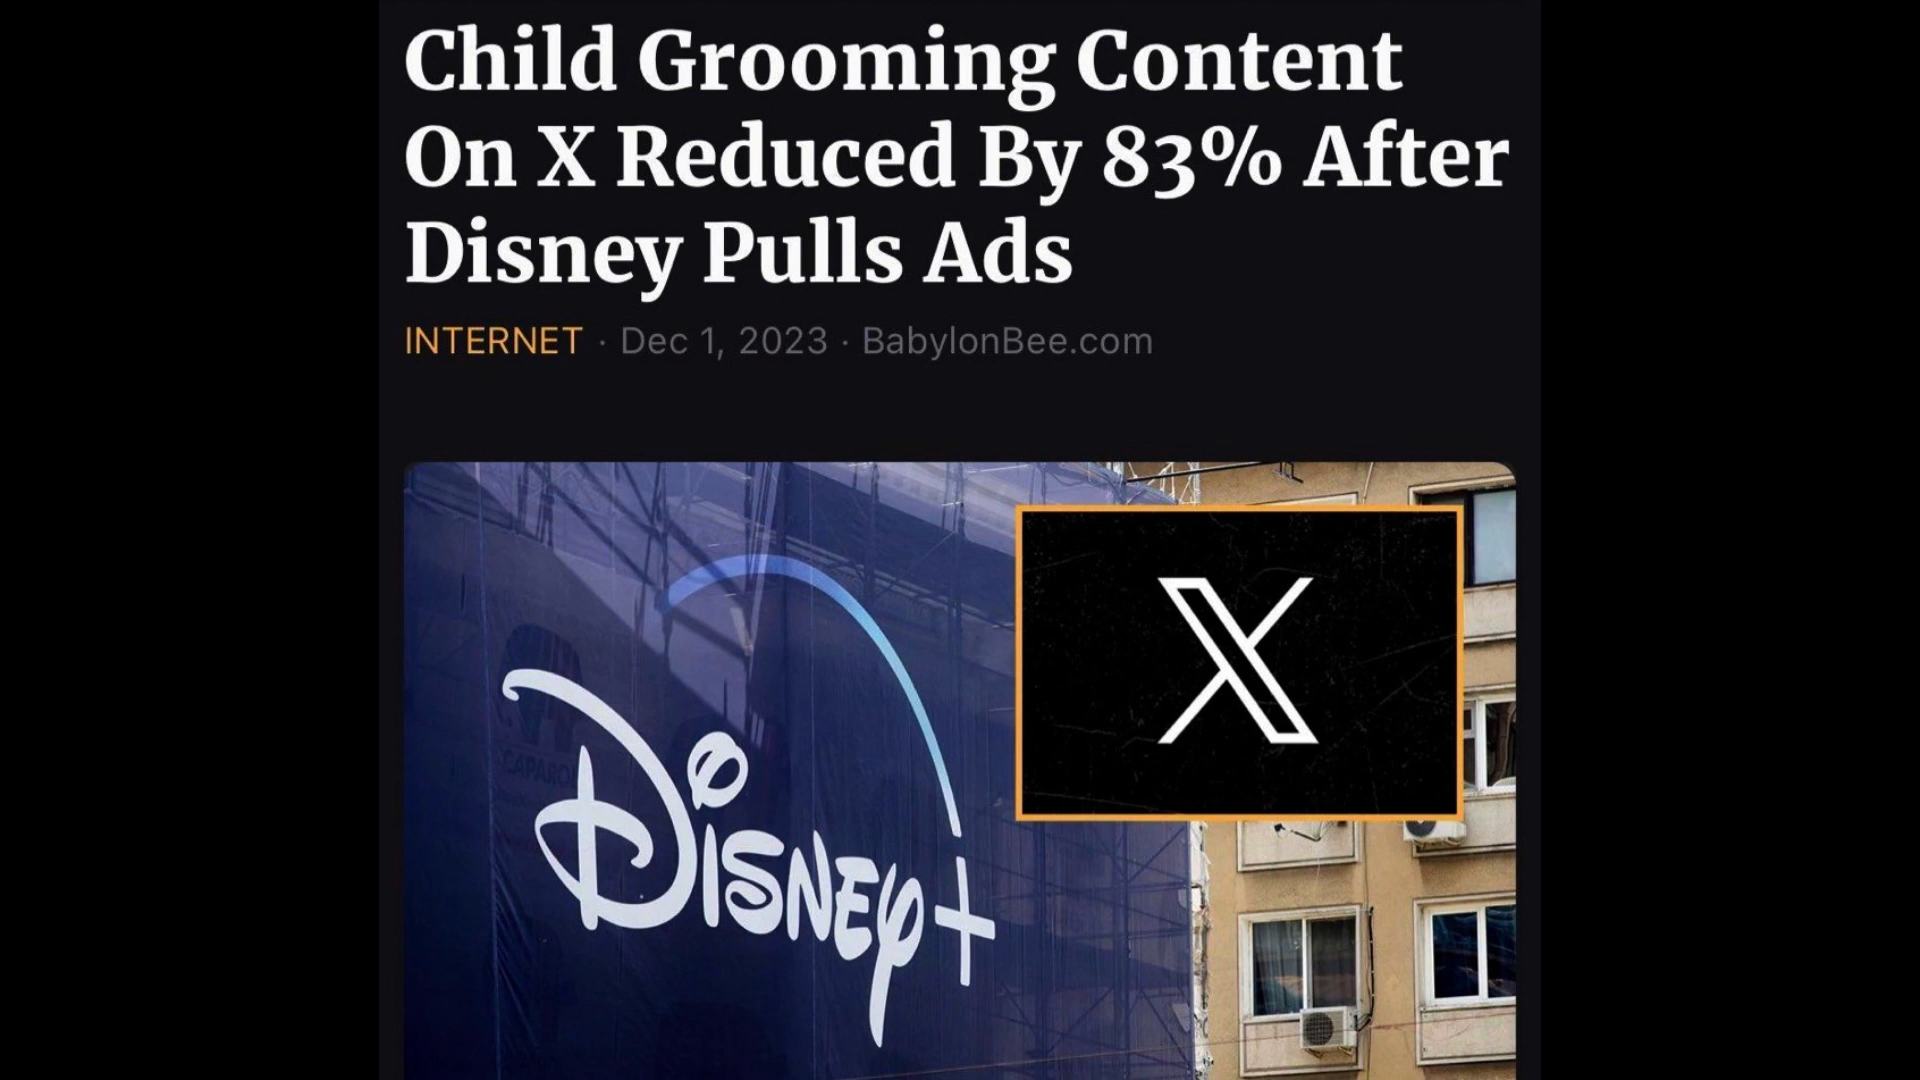 Child Grooming Content
On X Reduced By 83% After
Disney Pulls Ads
INTERNET · Dec 1, 2023 · BabylonBee.com
X
Disney+